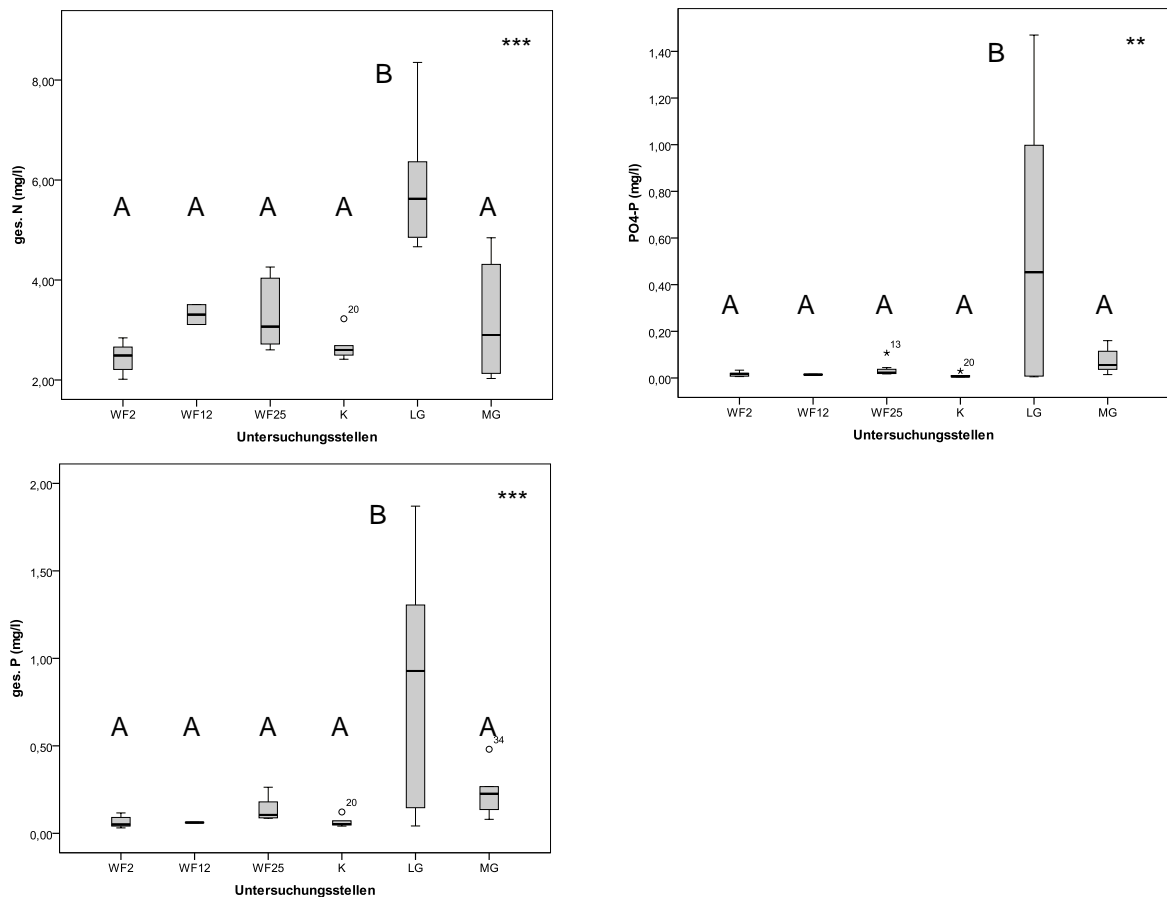 ***
B
8,00
6,00
A A A A A
4,00
20
2,00
ges. N (mg/l)
WF2 WF12 WF25 K LG MG
Untersuchungsstellen
**
B
1,40
1,20
1,00
0,80
0,60
0,40
A A A A A
0,20
13
20
0,00
PO4-P (mg/l)
WF2 WF12 WF25 K LG MG
Untersuchungsstellen
***
2,00
B
1,50
1,00
A A A A A
34
0,50
20
0,00
ges. P (mg/l)
WF2 WF12 WF25 K LG MG
Untersuchungsstellen